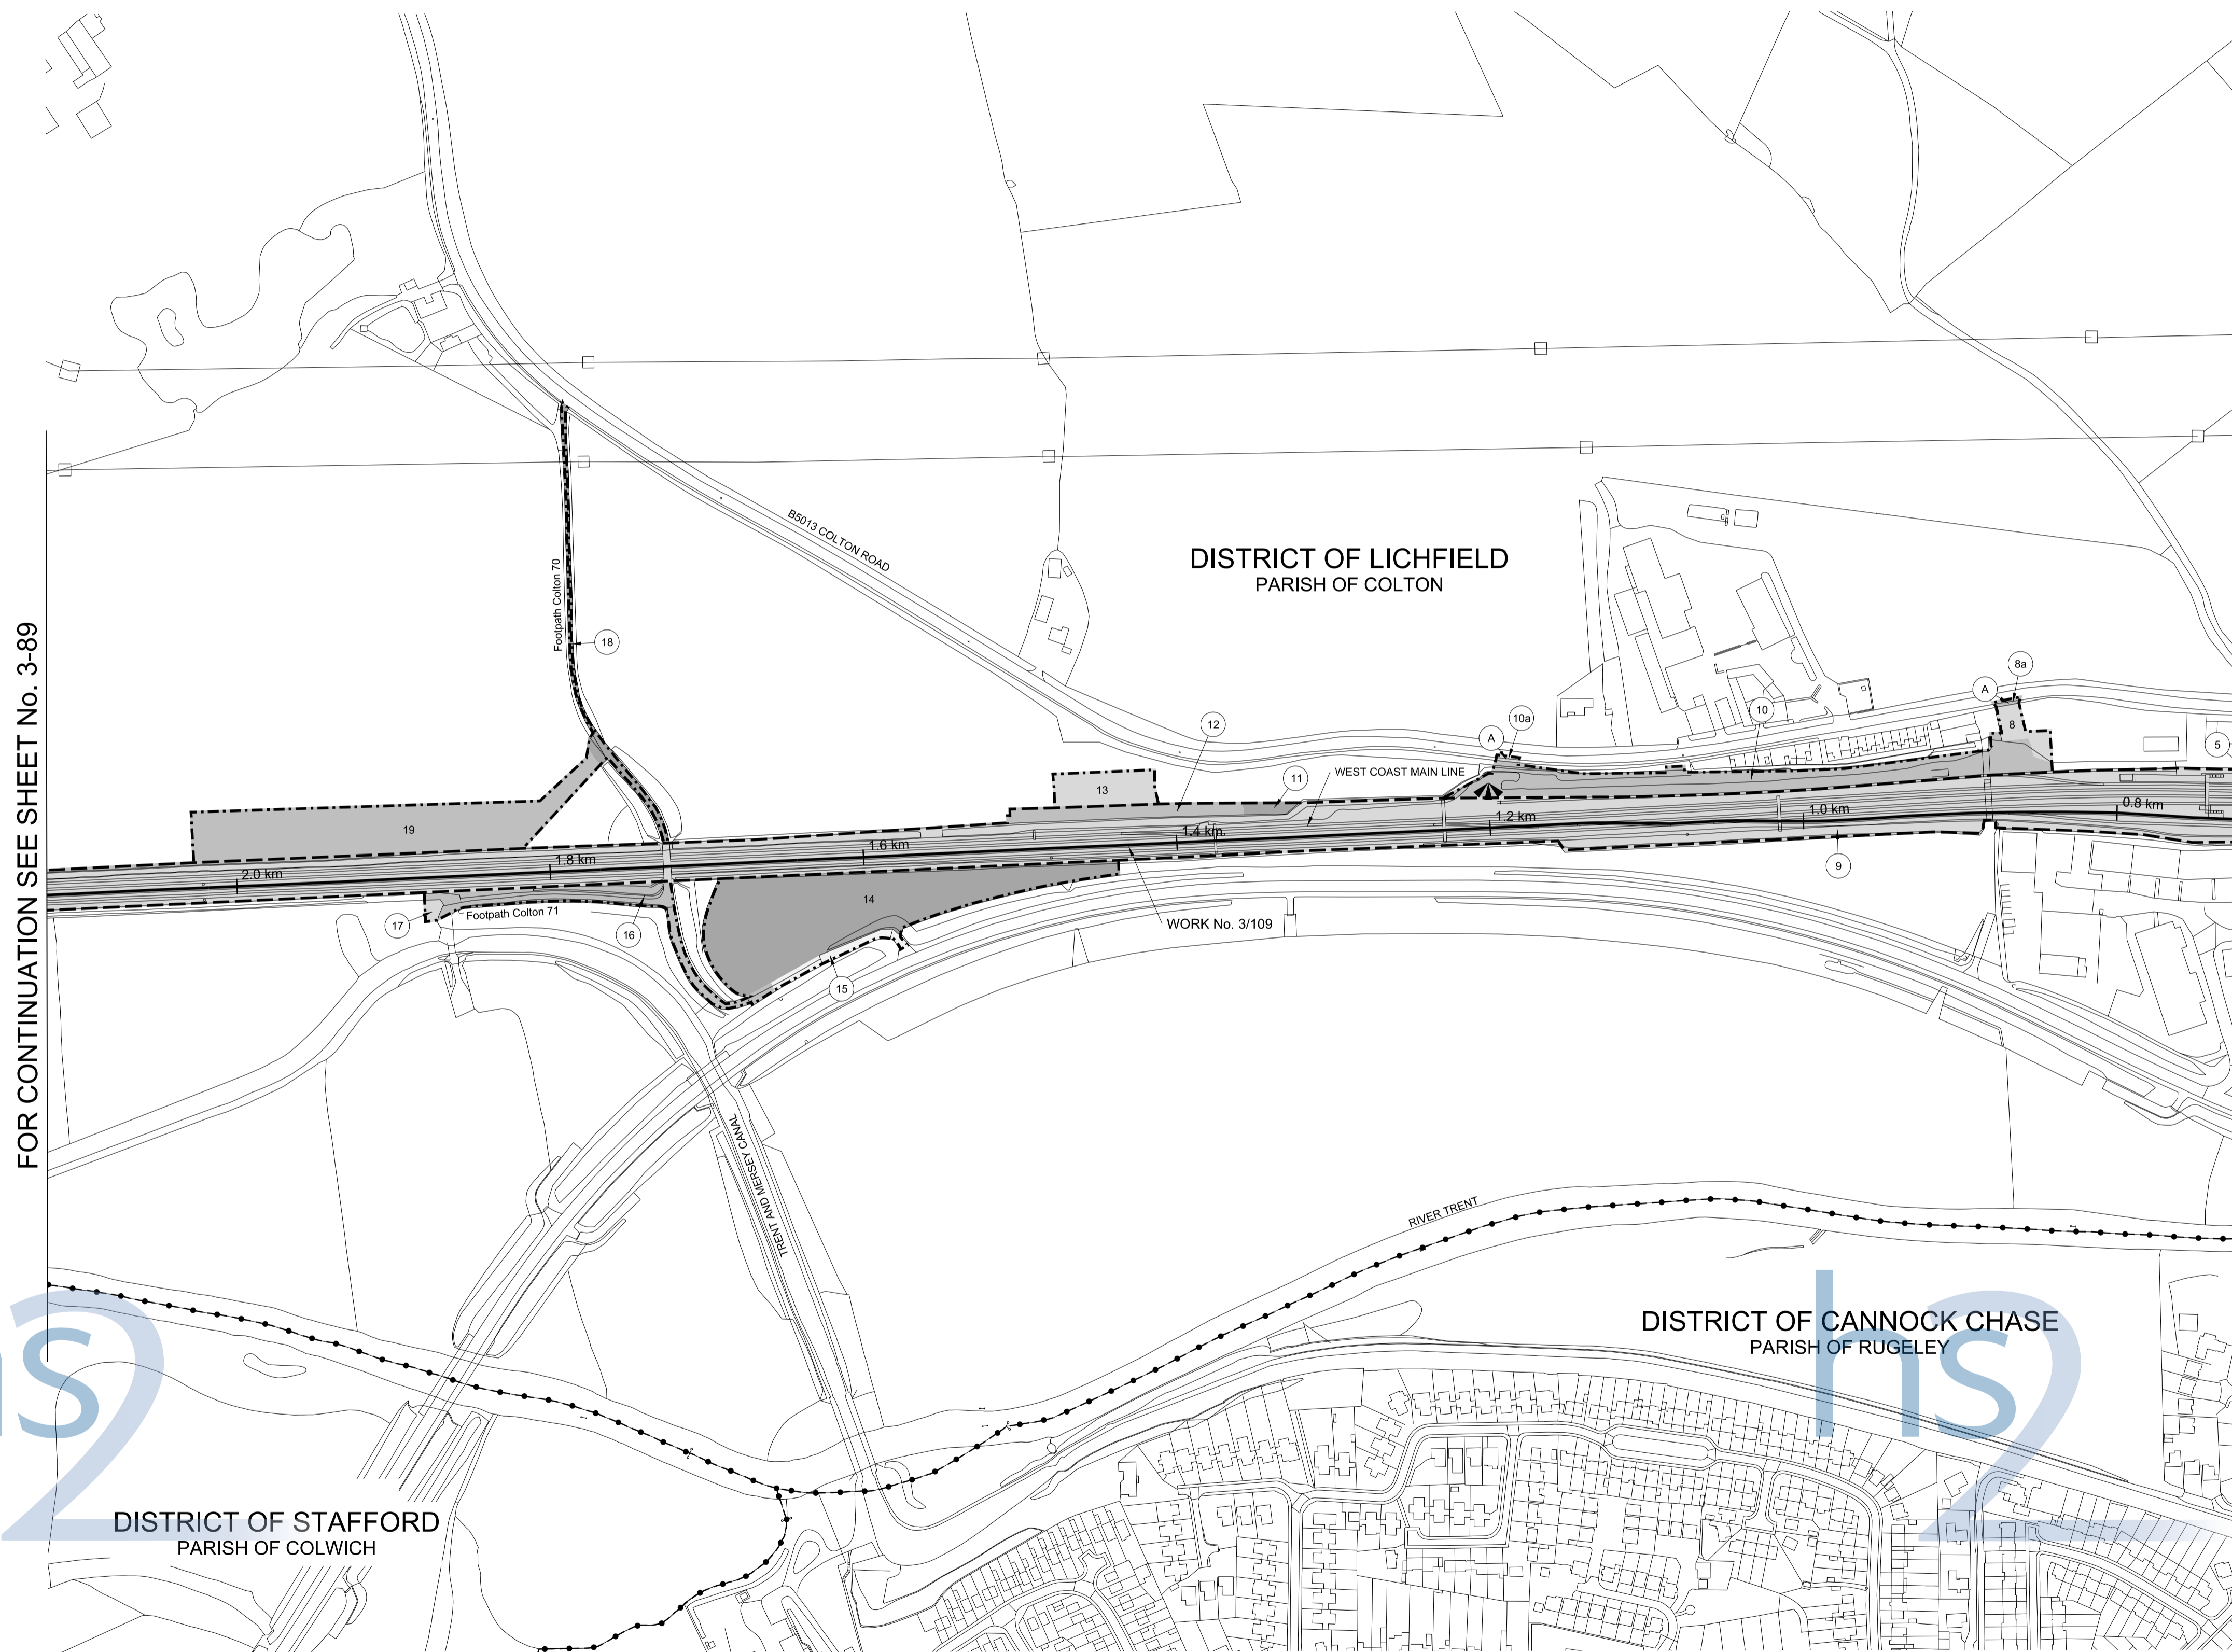 B5013 COLTON ROAD
DISTRICT OF LICHFIELD
PARISH OF COLTON
Footpath Colton 70
18
FOR CONTINUATION SEE SHEET No. 3-89
8a
A
8
10a
A
10
12
5
WEST COAST MAIN LINE
11
13
19
0.8 km
1.0 km
1.2 km
1.4 km
1.6 km
1.8 km
2.0 km
9
14
Footpath Colton 71
17
16
WORK No. 3/109
15
TRENT AND MERSEY CANAL
RIVER TRENT
DISTRICT OF CANNOCK CHASE
PARISH OF RUGELEY
hs2
hs2
DISTRICT OF STAFFORD
PARISH OF COLWICH